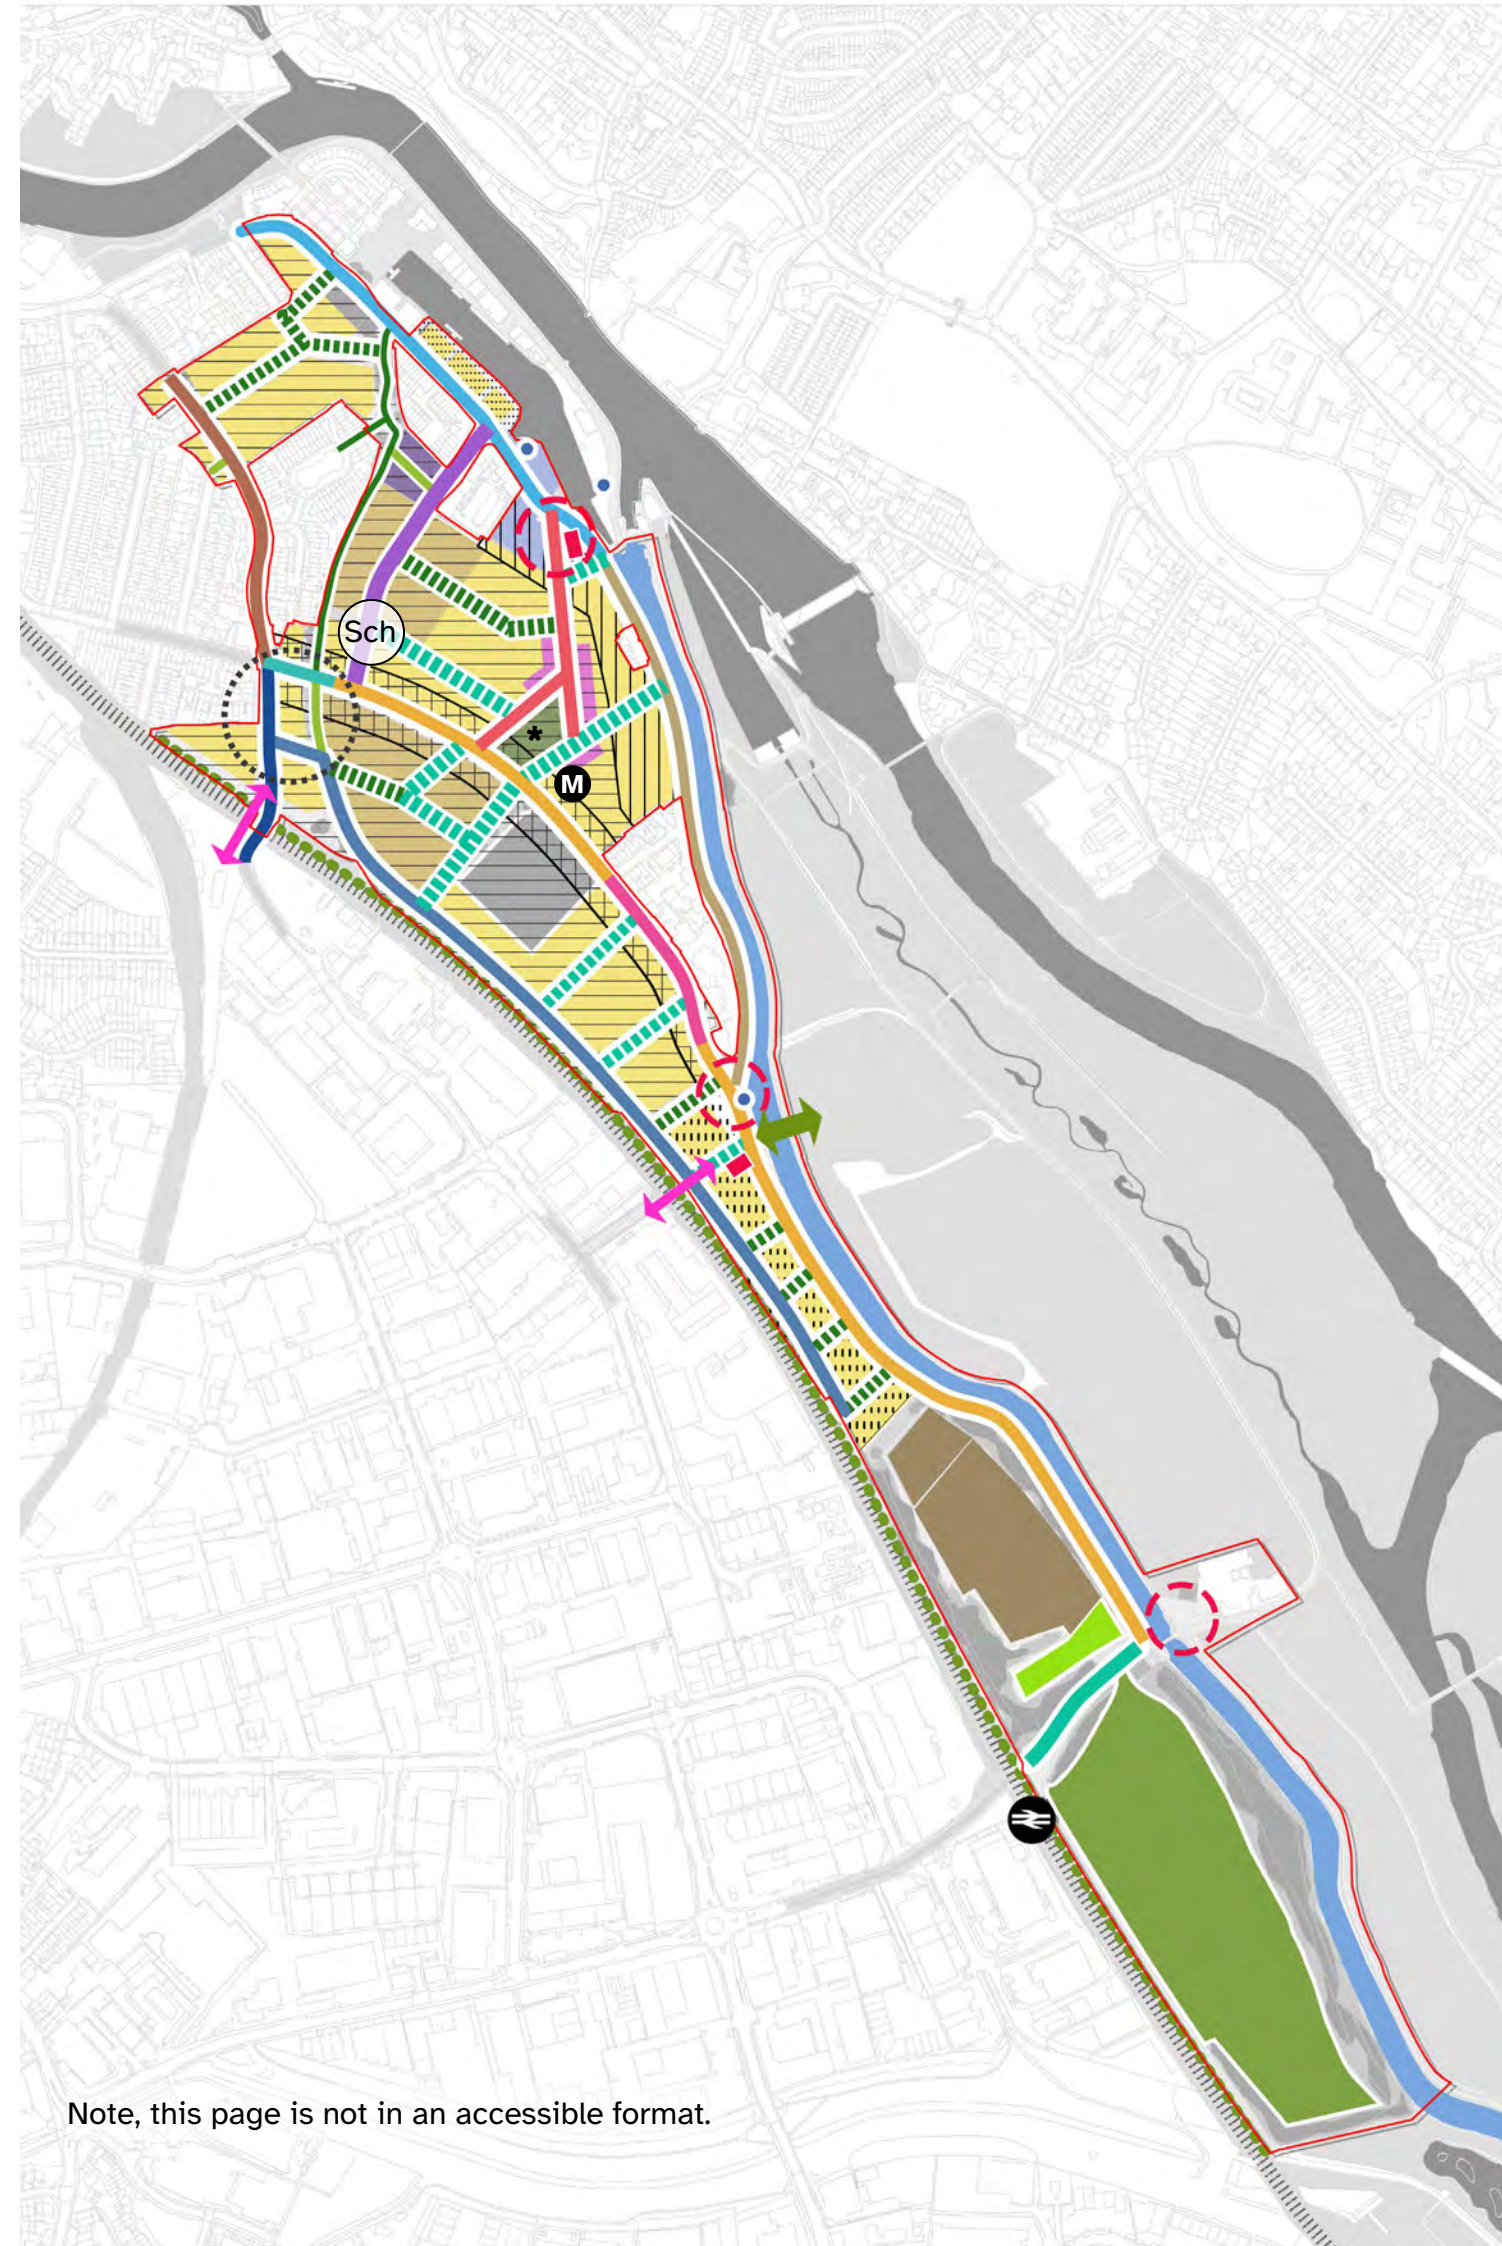 Sch
*
M
Note, this page is not in an accessible format.